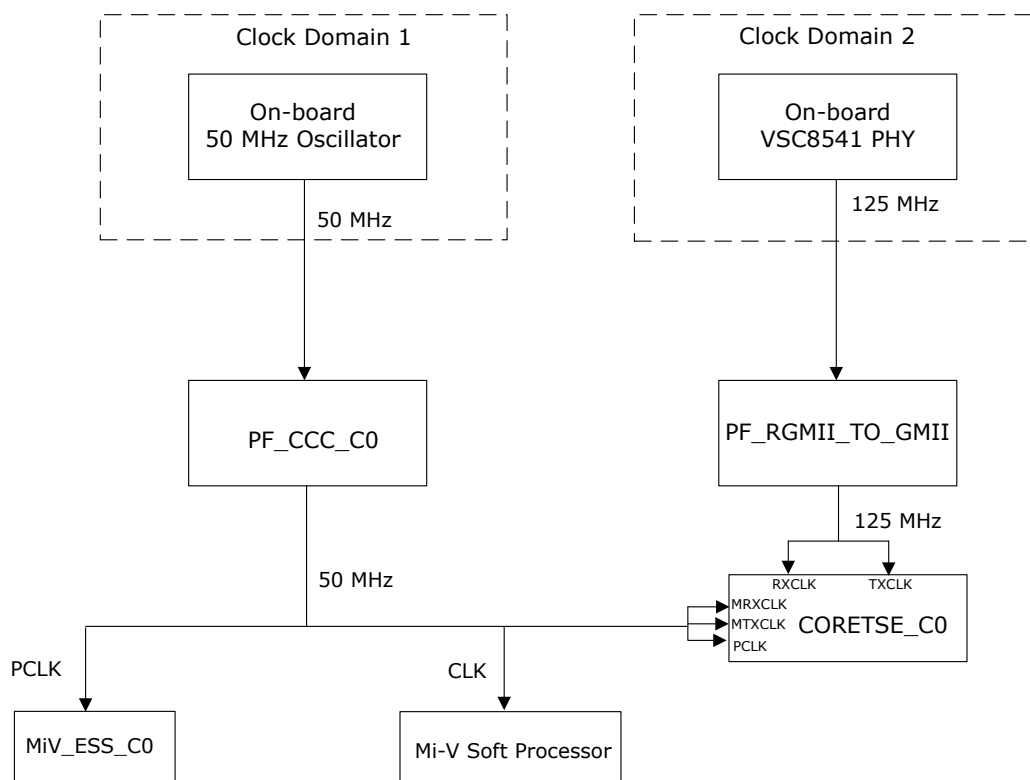 Clock Domain 1
On-board
50 MHz Oscillator
50 MHz
Clock Domain 2
On-board
VSC8541 PHY
125 MHz
PF_CCC_C0
PF_RGMII_TO_GMII
50 MHz
125 MHz
RXCLK
TXCLK
MRXCLK
MTXCLK
PCLK
CORETSE_C0
PCLK
CLK
MiV_ESS_C0
Mi-V Soft Processor